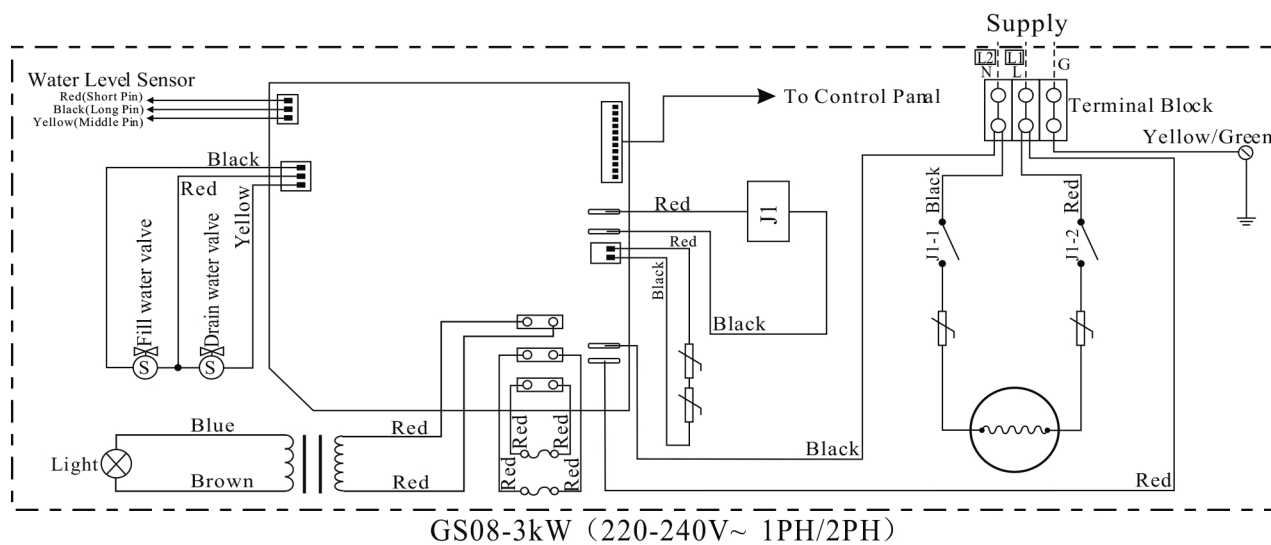 Supply
L2
L1
N
L
G
Water Level Sensor
Red(Short Pin)
Black(Long Pin)
Yellow(Middle Pin)
To Control Panal
Terminal Block
Yellow/Green
Black
Red
Yellow
Fill water valve
Drain water valve
S
S
Red
J1
Red
Black
Black
Black
J1-1
Red
J1-2
Light
Blue
Brown
Red
Red
Red
Red
Red
Red
Black
Red
GS08-3kW（220-240V~ 1PH/2PH）